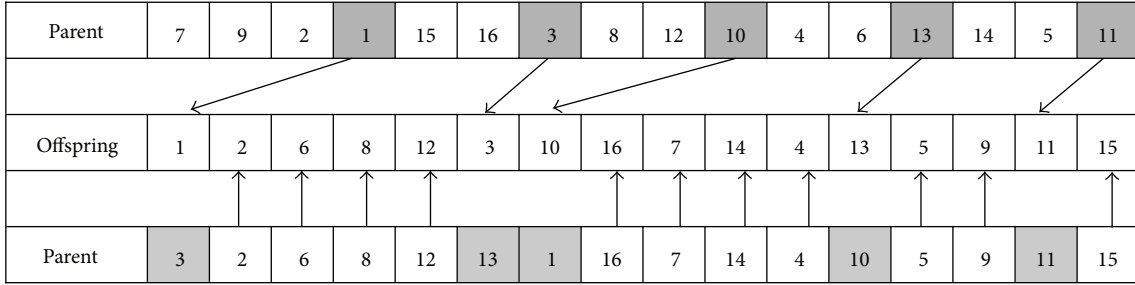 Parent 7 9 2 1 15 16 3 8 12 10 4 6 13 14 5 11
Offspring 1 2 6 8 12 3 10 16 7 14 4 13 5 9 11 15
Parent 3 2 6 8 12 13 1 16 7 14 4 10 5 9 11 15